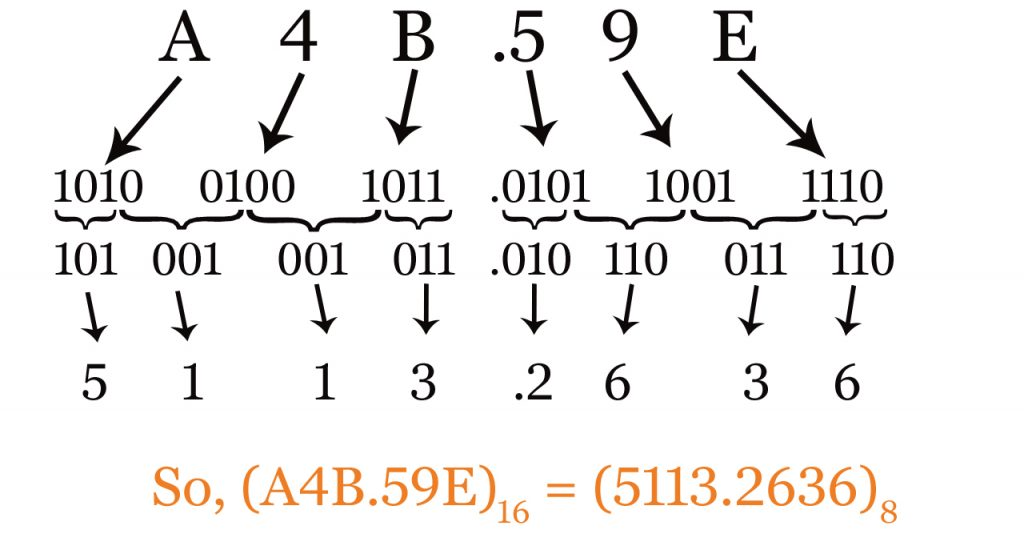 A 4 B .5 9 E
1010 0100 1011 .0101 1001 1110
101 001 001 011 .010 110 011 110
5 1 1 3 .2 6 3 6
So, (A4B.59E)₁₆ = (5113.2636)₈